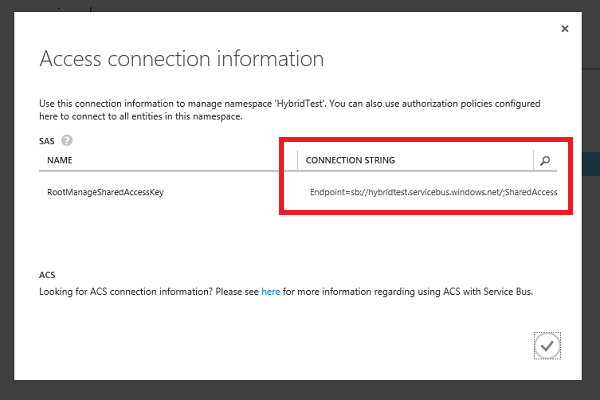 Access connection information
Use this connection information to manage namespace 'HybridTest'. You can also use authorization policies configured
here to connect to all entities in this namespace.
SAS ?
NAME CONNECTION STRING
RootManageSharedAccessKey Endpoint=sb://hybridtest.servicebus.windows.net/;SharedAccess
ACS
Looking for ACS connection information? Please see here for more information regarding using ACS with Service Bus.